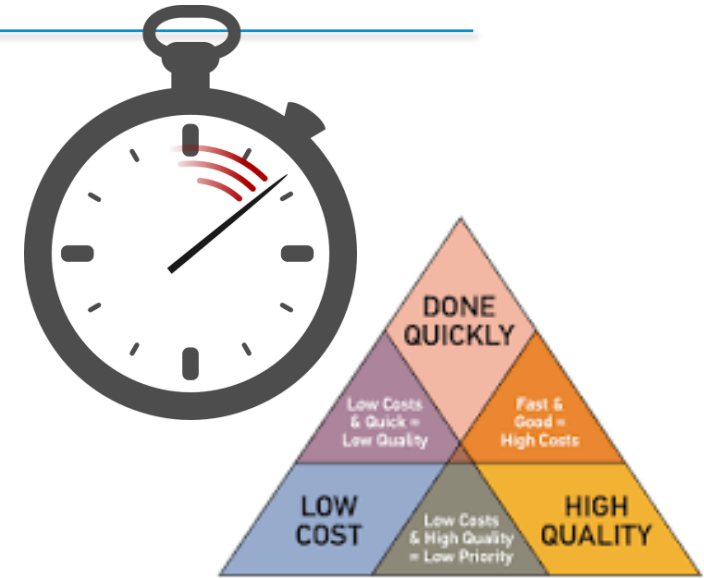 DONE
QUICKLY
Low Costs
& Quick =
Low Quality
Fast &
Good =
High Costs
LOW
COST
Low Costs
& High Quality
= Low Priority
HIGH
QUALITY